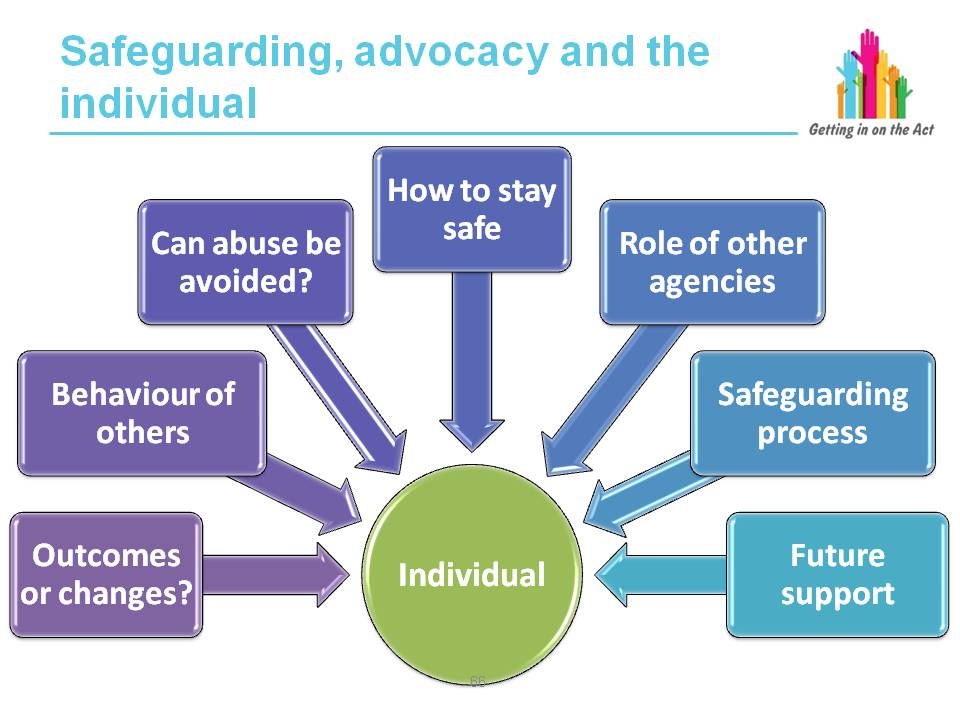 Safeguarding, advocacy and the
individual
Getting in on the Act
How to stay
safe
Can abuse be
avoided?
Role of other
agencies
Behaviour of
others
Safeguarding
process
Outcomes
or changes?
Individual
Future
support
66